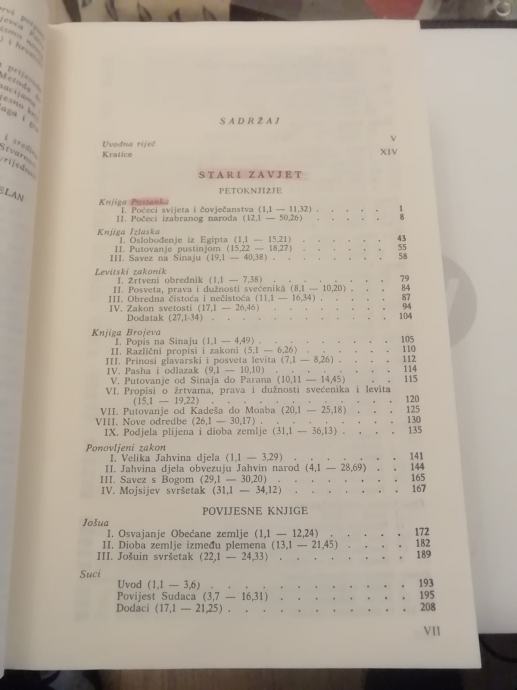 SADRŽAJ
Uvodna riječ V
Kratice XIV
STARI ZAVJET
PETOKNJIŽJE
Knjiga Postanka
I. Počeci svijeta i čovječanstva (1,1 — 11,32) . . . . . 1
II. Počeci izabranog naroda (12,1 — 50,26) . . . . . 8
Knjiga Izlaska
I. Oslobođenje iz Egipta (1,1 — 15,21) . . . . . 43
II. Putovanje pustinjom (15,22 — 18,27) . . . . . 55
III. Savez na Sinaju (19,1 — 40,38) . . . . . 58
Levitski zakonik
I. Žrtveni obrednik (1,1 — 7,38) . . . . . 79
II. Posveta, prava i dužnosti svećenikâ (8,1 — 10,20) . . . 84
III. Obredna čistoća i nečistoća (11,1 — 16,34) . . . . 87
IV. Zakon svetosti (17,1 — 26,46) . . . . . 94
Dodatak (27,1-34) . . . . . 104
Knjiga Brojeva
I. Popis na Sinaju (1,1 — 4,49) . . . . . 105
II. Različni propisi i zakoni (5,1 — 6,26) . . . . . 110
III. Prinosi glavarski i posveta levita (7,1 — 8,26) . . . . 112
IV. Pasha i odlazak (9,1 — 10,10) . . . . . 114
V. Putovanje od Sinaja do Parana (10,11 — 14,45) . . . . 115
VI. Propisi o žrtvama, prava i dužnosti svećenika i levita
(15,1 — 19,22) . . . . . 120
VII. Putovanje od Kadeša do Moaba (20,1 — 25,18) . . . . 125
VIII. Nove odredbe (26,1 — 30,17) . . . . . 130
IX. Podjela plijena i dioba zemlje (31,1 — 36,13) . . . . 135
Ponovljeni zakon
I. Velika Jahvina djela (1,1 — 3,29) . . . . . 141
II. Jahvina djela obvezuju Jahvin narod (4,1 — 28,69) . . . 144
III. Savez s Bogom (29,1 — 30,20) . . . . . 165
IV. Mojsijev svršetak (31,1 — 34,12) . . . . . 167
POVIJESNE KNJIGE
Jošua
I. Osvajanje Obećane zemlje (1,1 — 12,24) . . . . . 172
II. Dioba zemlje između plemena (13,1 — 21,45) . . . . 182
III. Jošuin svršetak (22,1 — 24,33) . . . . . 189
Suci
Uvod (1,1 — 3,6) . . . . . 193
Povijest Sudaca (3,7 — 16,31) . . . . . 195
Dodaci (17,1 — 21,25) . . . . . 208
VII